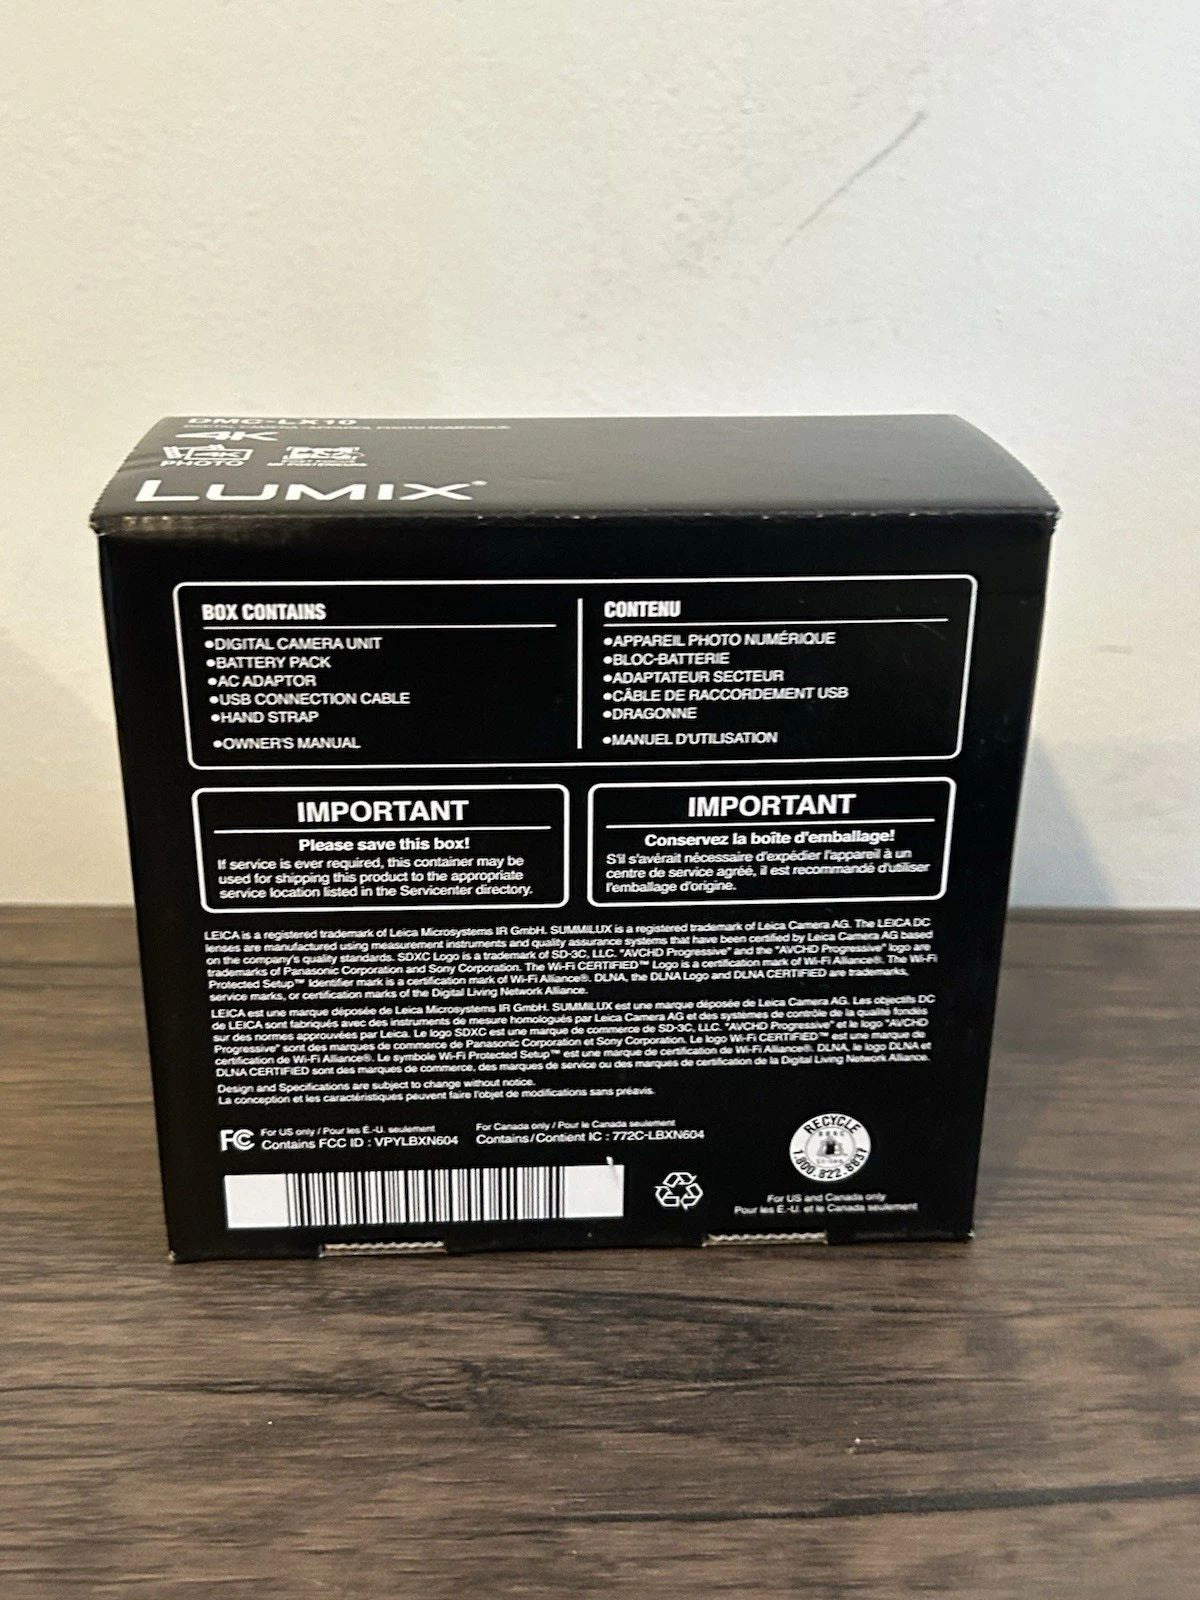 DMC-LX10
4K
4K
PHOTO
LUMIX
BOX CONTAINS
•DIGITAL CAMERA UNIT
•BATTERY PACK
•AC ADAPTOR
•USB CONNECTION CABLE
•HAND STRAP
•OWNER'S MANUAL
CONTENU
•APPAREIL PHOTO NUMÉRIQUE
•BLOC-BATTERIE
•ADAPTATEUR SECTEUR
•CÂBLE DE RACCORDEMENT USB
•DRAGONNE
•MANUEL D'UTILISATION
IMPORTANT
Please save this box!
If service is ever required, this container may be
used for shipping this product to the appropriate
service location listed in the Servicenter directory.
IMPORTANT
Conservez la boîte d'emballage!
S'il s'avérait nécessaire d'expédier l'appareil à un
centre de service agréé, il est recommandé d'utiliser
l'emballage d'origine.
LEICA is a registered trademark of Leica Microsystems IR GmbH. SUMMILUX is a registered trademark of Leica Camera AG. The LEICA DC
lenses are manufactured using measurement instruments and quality assurance systems that have been certified by Leica Camera AG based
on the company's quality standards. SDXC Logo is a trademark of SD-3C, LLC. "AVCHD Progressive" and the "AVCHD Progressive" logo are
trademarks of Panasonic Corporation and Sony Corporation. The Wi-Fi CERTIFIED™ Logo is a certification mark of Wi-Fi Alliance®. The Wi-Fi
Protected Setup™ Identifier mark is a certification mark of Wi-Fi Alliance®. DLNA, the DLNA Logo and DLNA CERTIFIED are trademarks,
service marks, or certification marks of the Digital Living Network Alliance.
LEICA est une marque déposée de Leica Microsystems IR GmbH. SUMMILUX est une marque déposée de Leica Camera AG. Les objectifs DC
de LEICA sont fabriqués avec des instruments de mesure homologués par Leica Camera AG et des systèmes de contrôle de la qualité fondés
sur des normes approuvées par Leica. Le logo SDXC est une marque de commerce de SD-3C, LLC. "AVCHD Progressive" et le logo "AVCHD
Progressive" sont des marques de commerce de Panasonic Corporation et Sony Corporation. Le logo Wi-Fi CERTIFIED™ est une marque de
certification de Wi-Fi Alliance®. Le symbole Wi-Fi Protected Setup™ est une marque de certification de Wi-Fi Alliance®. DLNA, le logo DLNA et
DLNA CERTIFIED sont des marques de commerce, des marques de service ou des marques de certification de la Digital Living Network Alliance.
Design and Specifications are subject to change without notice.
La conception et les caractéristiques peuvent faire l'objet de modifications sans préavis.
FC For US only / Pour les É.-U. seulement
Contains FCC ID : VPYLBXN604
For Canada only / Pour le Canada seulement
Contains / Contient IC : 772C-LBXN604
RECYCLE
1.800.822.8837
For US and Canada only
Pour les É.-U. et le Canada seulement